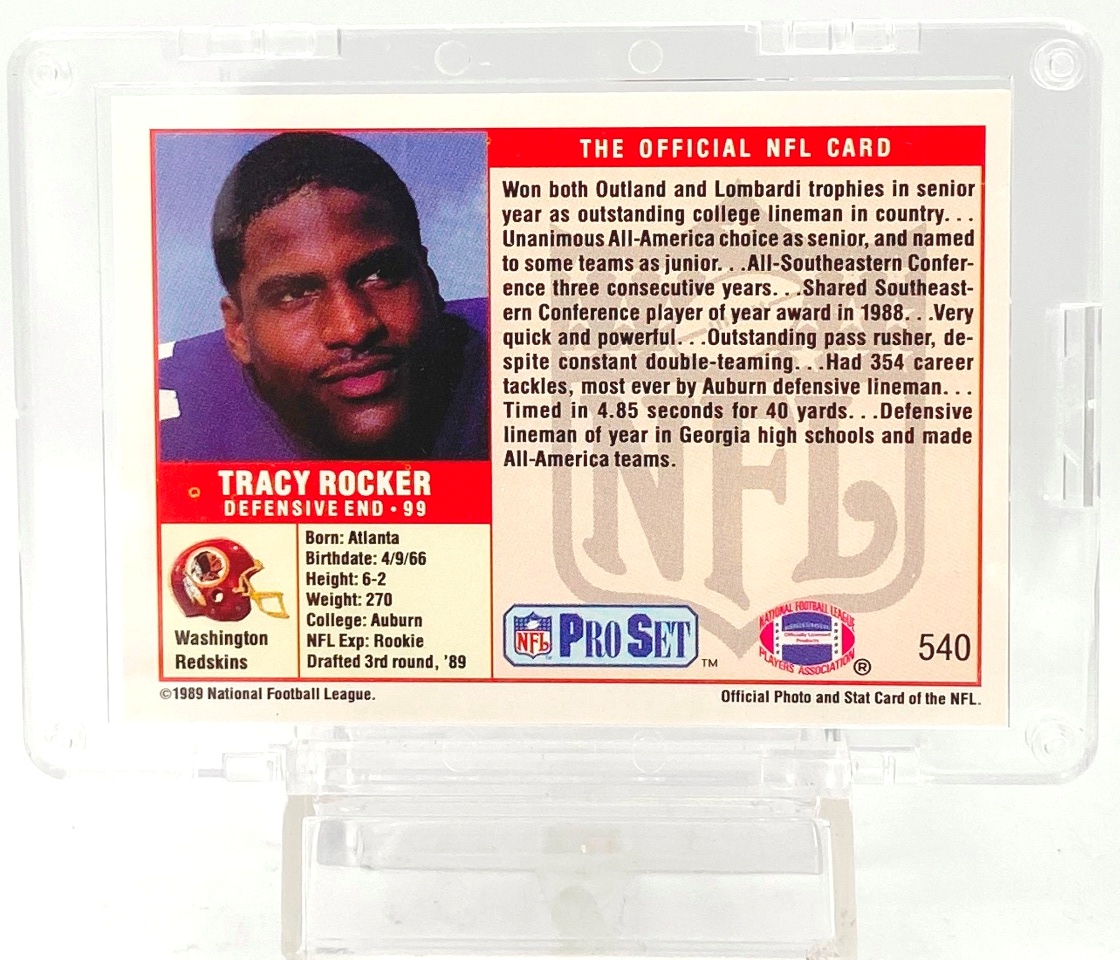 THE OFFICIAL NFL CARD
Won both Outland and Lombardi trophies in senior
year as outstanding college lineman in country. . .
Unanimous All-America choice as senior, and named
to some teams as junior. . .All-Southeastern Confer-
ence three consecutive years. . .Shared Southeast-
ern Conference player of year award in 1988. . .Very
quick and powerful. . .Outstanding pass rusher, de-
spite constant double-teaming. . .Had 354 career
tackles, most ever by Auburn defensive lineman. . .
Timed in 4.85 seconds for 40 yards. . .Defensive
lineman of year in Georgia high schools and made
All-America teams.
NFL
TRACY ROCKER
DEFENSIVE END • 99
Washington
Redskins
Born: Atlanta
Birthdate: 4/9/66
Height: 6-2
Weight: 270
College: Auburn
NFL Exp: Rookie
Drafted 3rd round, '89
NFL PRO SET TM
NATIONAL FOOTBALL LEAGUE
Officially Licensed
Products
PLAYERS ASSOCIATION ®
540
©1989 National Football League.
Official Photo and Stat Card of the NFL.